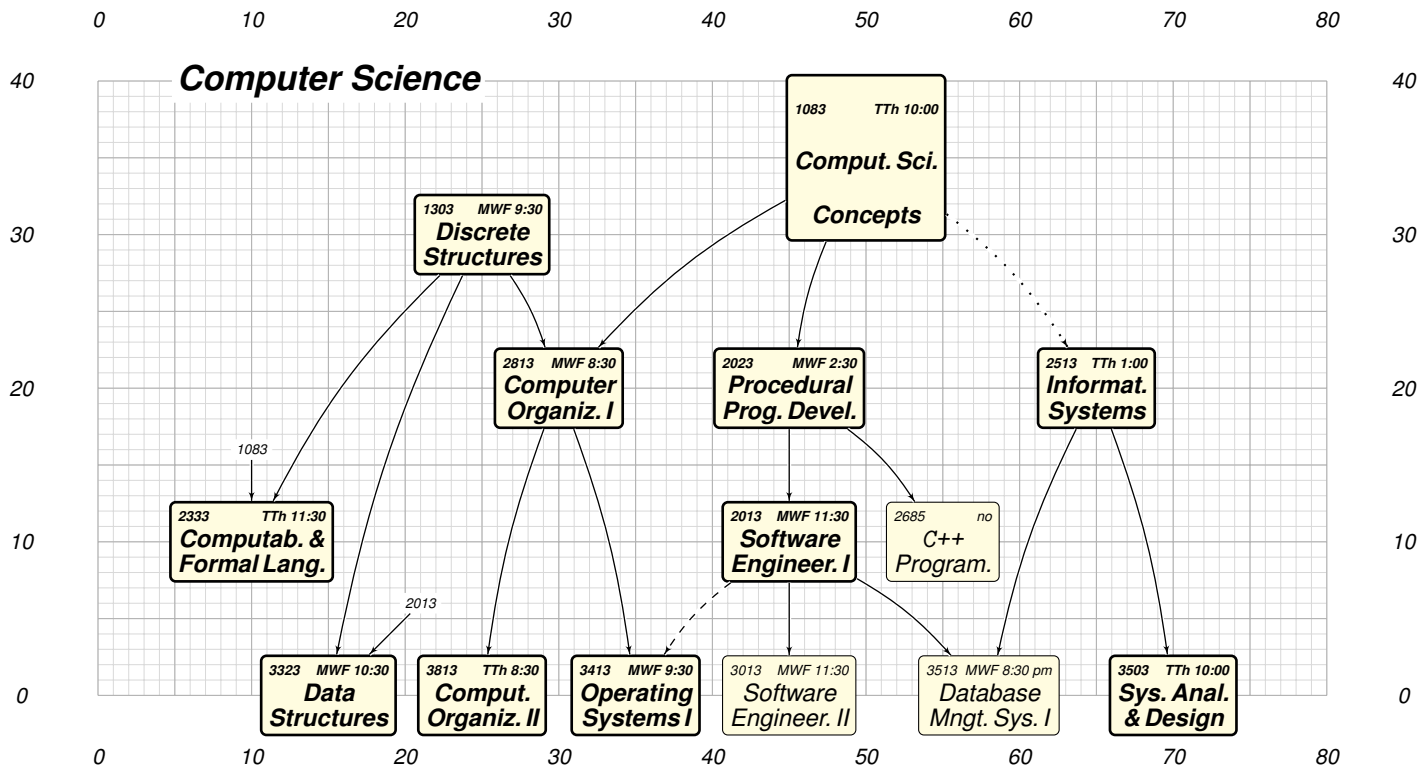 0 10 20 30 40 50 60 70 80
Computer Science
40 40
1083 TTh 10:00
Comput. Sci.
Concepts
1303 MWF 9:30
Discrete
Structures
30 30
2813 MWF 8:30
Computer
Organiz. I
2023 MWF 2:30
Procedural
Prog. Devel.
2513 TTh 1:00
Informat.
Systems
20 20
1083
2333 TTh 11:30
Computab. &
Formal Lang.
2013 MWF 11:30
Software
Engineer. I
2685 no
C++
Program.
10 10
2013
3323 MWF 10:30
Data
Structures
3813 TTh 8:30
Comput.
Organiz. II
3413 MWF 9:30
Operating
Systems I
3013 MWF 11:30
Software
Engineer. II
3513 MWF 8:30 pm
Database
Mngt. Sys. I
3503 TTh 10:00
Sys. Anal.
& Design
0 0
0 10 20 30 40 50 60 70 80